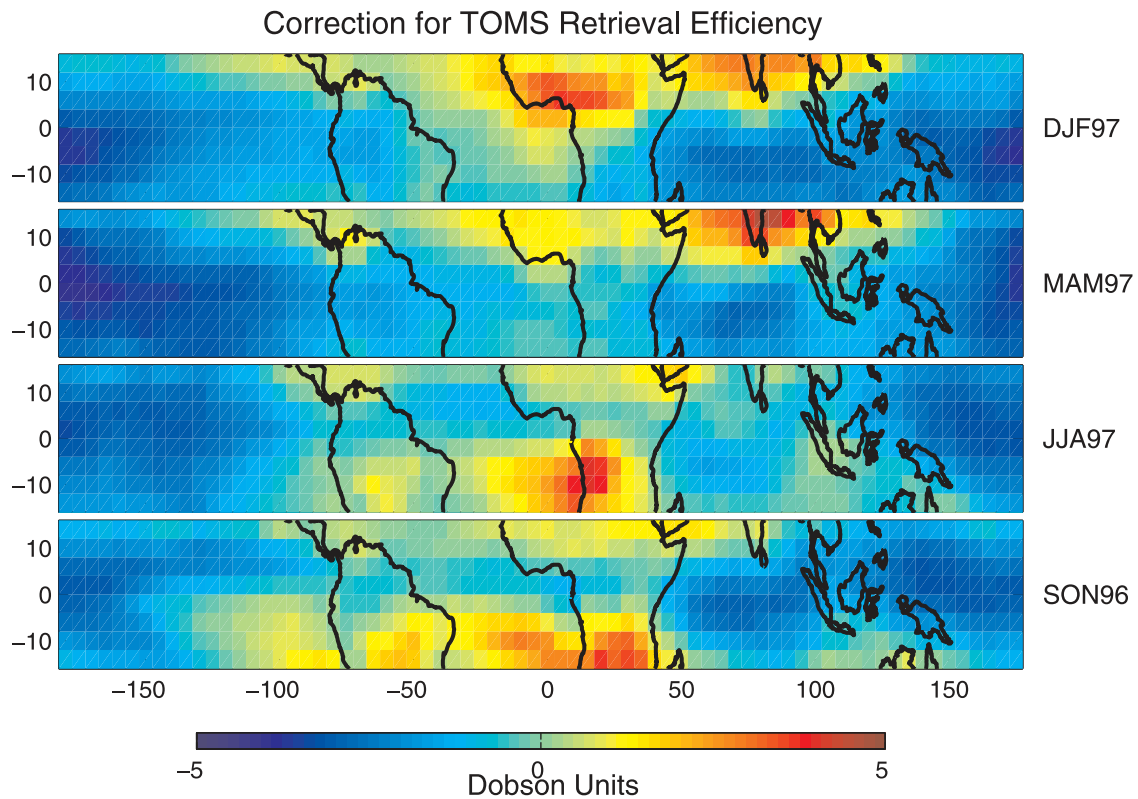 Correction for TOMS Retrieval Efficiency
10
0
−10
DJF97
10
0
−10
MAM97
10
0
−10
JJA97
10
0
−10
SON96
−150 −100 −50 0 50 100 150
−5 0 5
Dobson Units